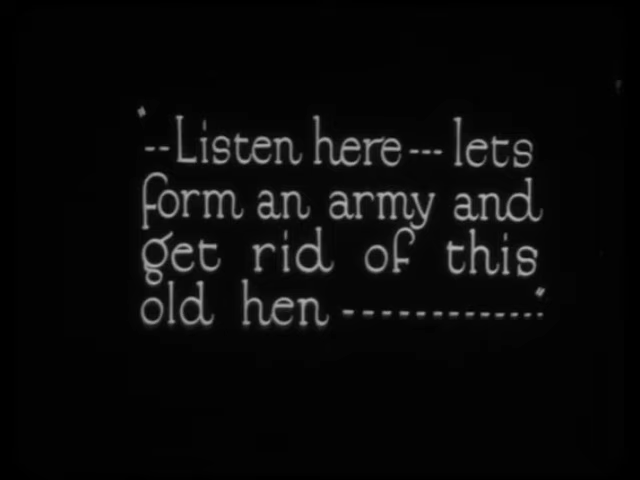 "--Listen here--- lets
form an army and
get rid of this
old hen -------------"